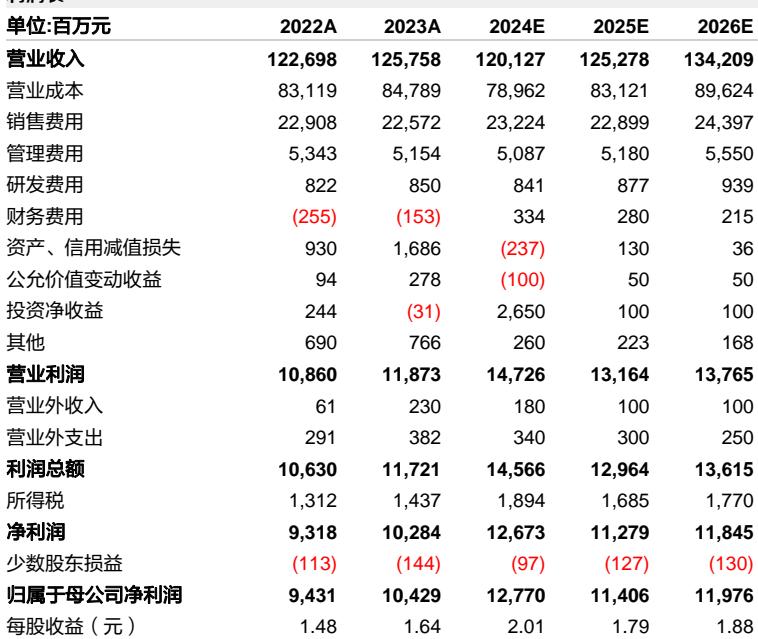 单位:百万元 2022A 2023A 2024E 2025E 2026E
营业收入 122,698 125,758 120,127 125,278 134,209
营业成本 83,119 84,789 78,962 83,121 89,624
销售费用 22,908 22,572 23,224 22,899 24,397
管理费用 5,343 5,154 5,087 5,180 5,550
研发费用 822 850 841 877 939
财务费用 (255) (153) 334 280 215
资产、信用减值损失 930 1,686 (237) 130 36
公允价值变动收益 94 278 (100) 50 50
投资净收益 244 (31) 2,650 100 100
其他 690 766 260 223 168
营业利润 10,860 11,873 14,726 13,164 13,765
营业外收入 61 230 180 100 100
营业外支出 291 382 340 300 250
利润总额 10,630 11,721 14,566 12,964 13,615
所得税 1,312 1,437 1,894 1,685 1,770
净利润 9,318 10,284 12,673 11,279 11,845
少数股东损益 (113) (144) (97) (127) (130)
归属于母公司净利润 9,431 10,429 12,770 11,406 11,976
每股收益（元） 1.48 1.64 2.01 1.79 1.88